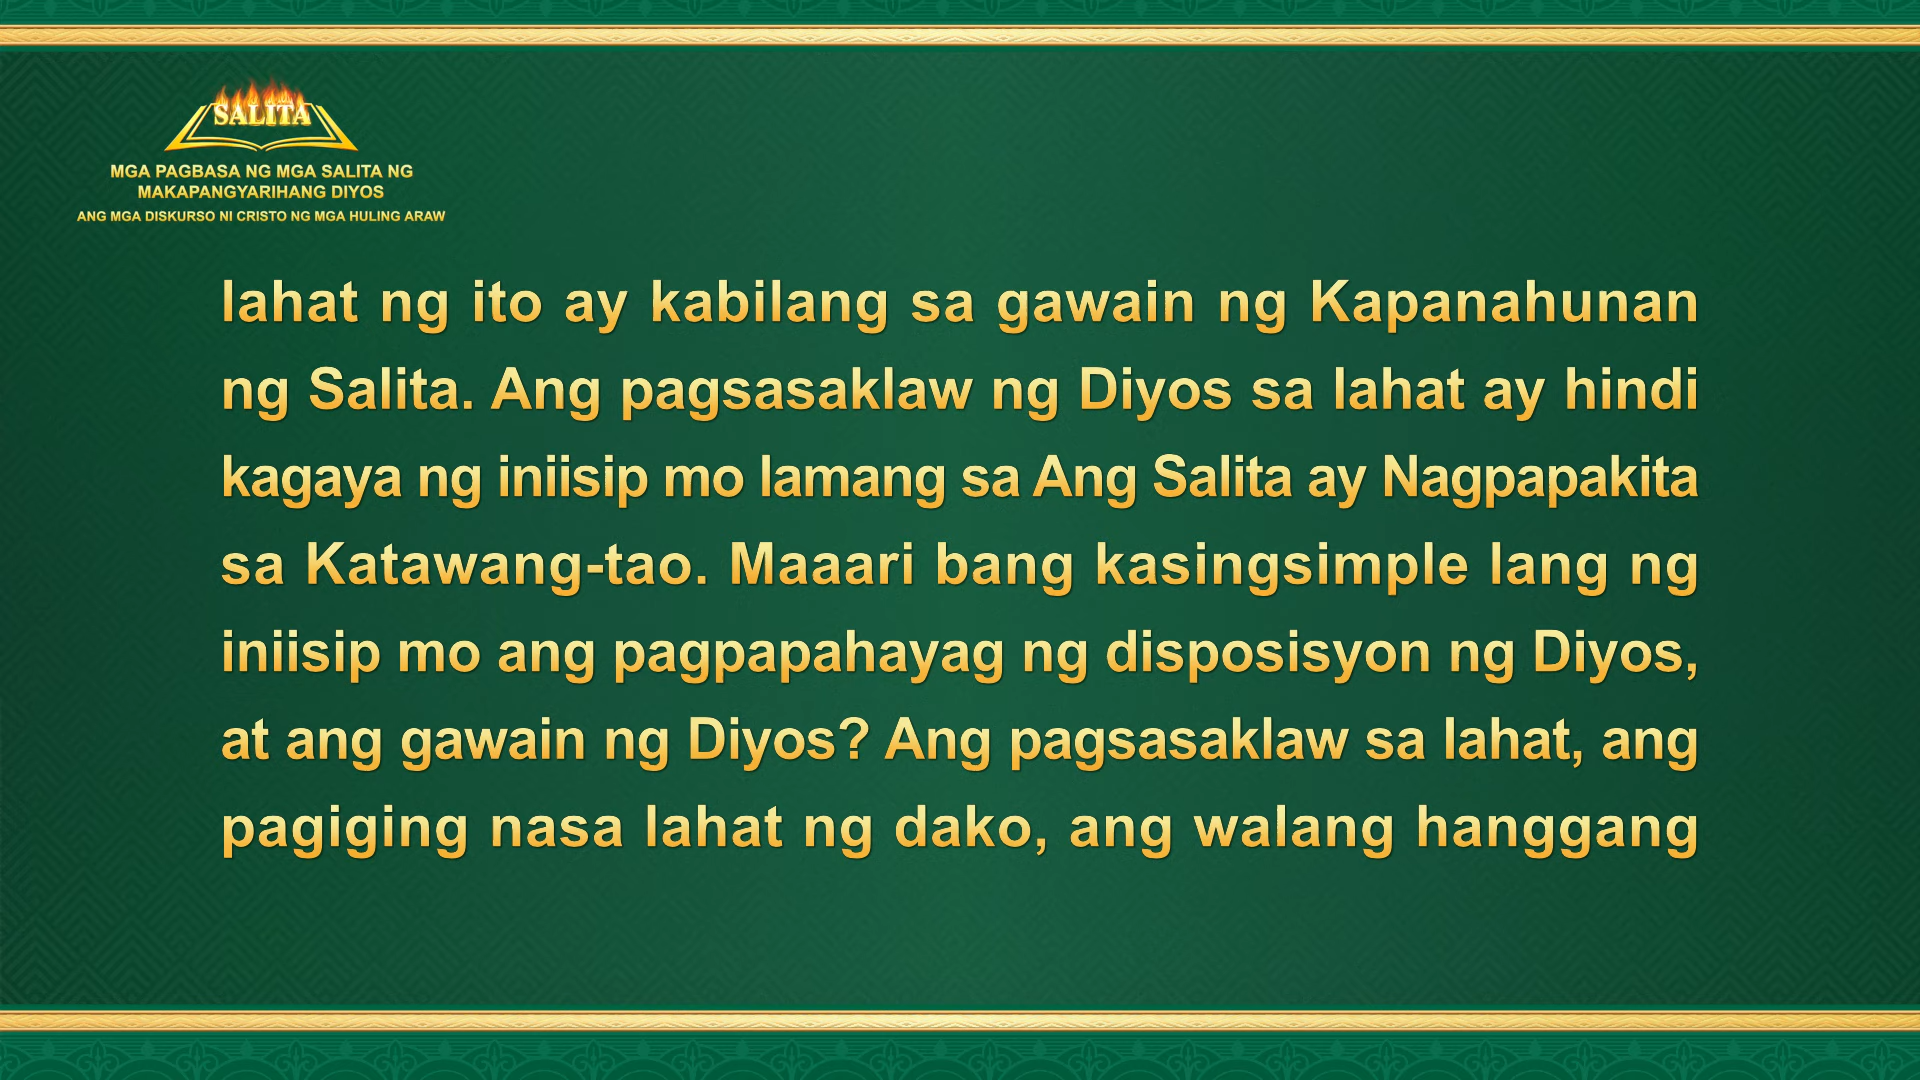 SALITA
MGA PAGBASA NG MGA SALITA NG
MAKAPANGYARIHANG DIYOS
ANG MGA DISKURSO NI CRISTO NG MGA HULING ARAW
lahat ng ito ay kabilang sa gawain ng Kapanahunan
ng Salita. Ang pagsasaklaw ng Diyos sa lahat ay hindi
kagaya ng iniisip mo lamang sa Ang Salita ay Nagpapakita
sa Katawang-tao. Maaari bang kasingsimple lang ng
iniisip mo ang pagpapahayag ng disposisyon ng Diyos,
at ang gawain ng Diyos? Ang pagsasaklaw sa lahat, ang
pagiging nasa lahat ng dako, ang walang hanggang